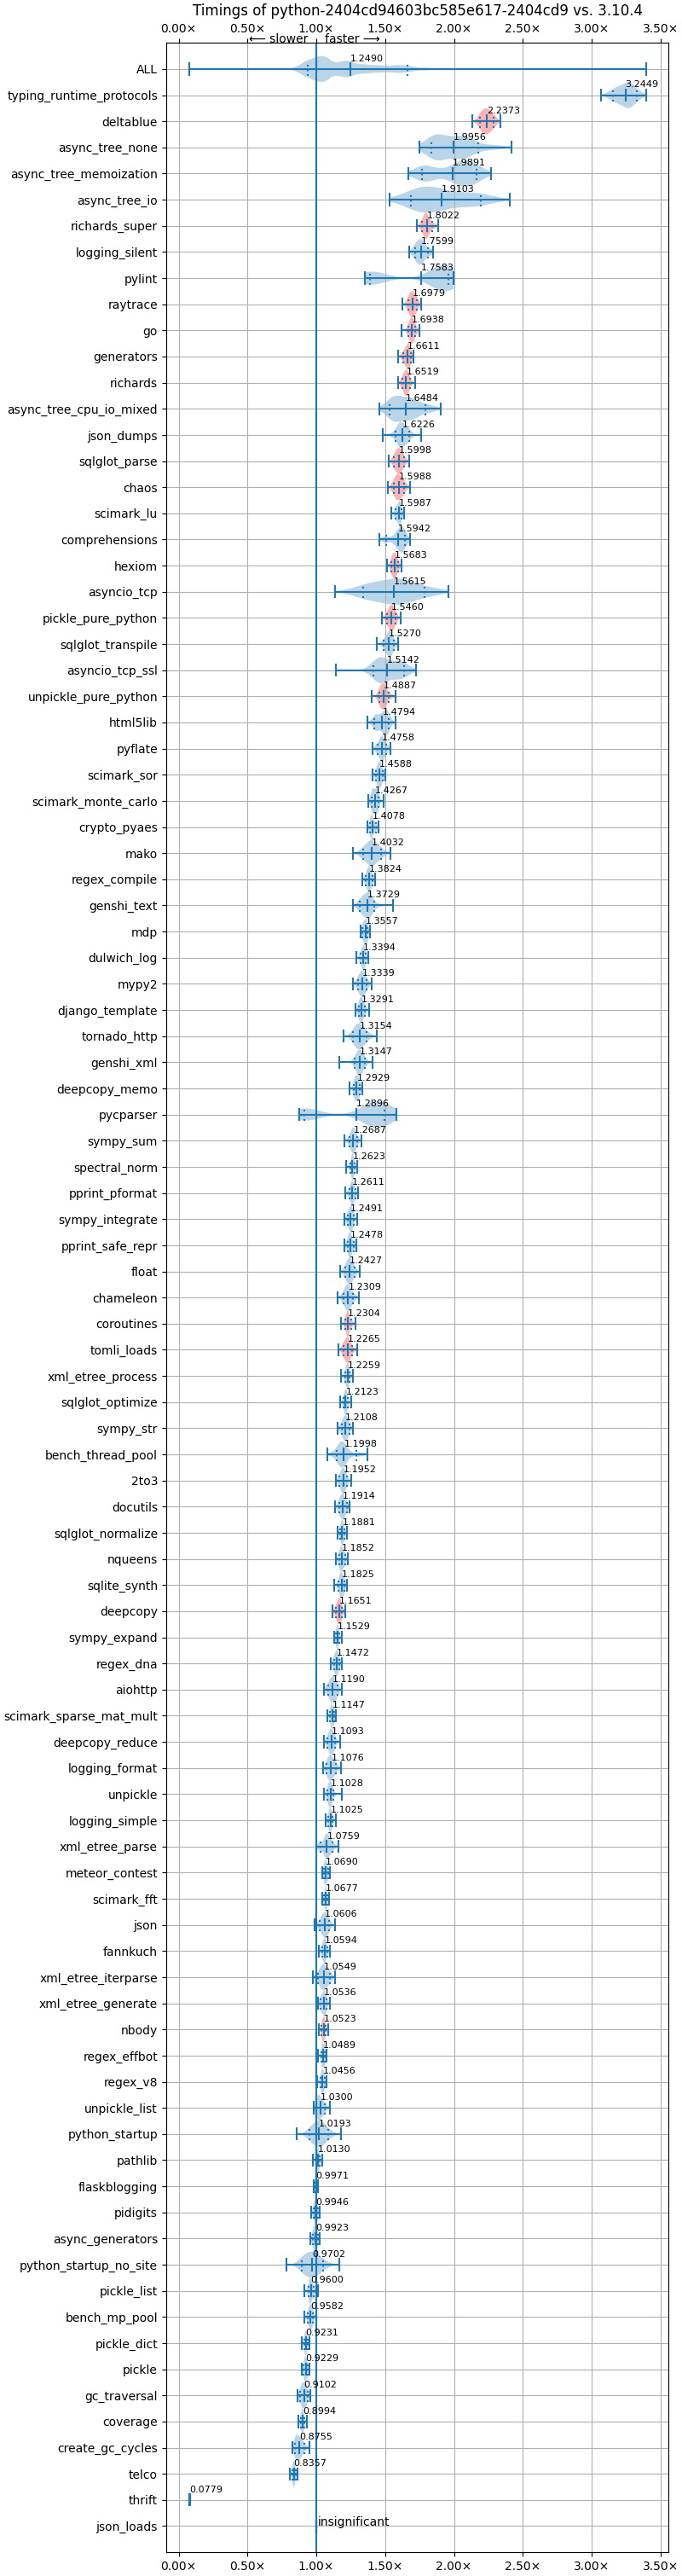 Timings of python-2404cd94603bc585e617-2404cd9 vs. 3.10.4
0.00× 0.50× 1.00× 1.50× 2.00× 2.50× 3.00× 3.50×
⟵ slower faster ⟶
ALL 1.2490
typing_runtime_protocols 3.2449
deltablue 2.2373
async_tree_none 1.9956
async_tree_memoization 1.9891
async_tree_io 1.9103
richards_super 1.8022
logging_silent 1.7599
pylint 1.7583
raytrace 1.6979
go 1.6938
generators 1.6611
richards 1.6519
async_tree_cpu_io_mixed 1.6484
json_dumps 1.6226
sqlglot_parse 1.5998
chaos 1.5988
scimark_lu 1.5987
comprehensions 1.5942
hexiom 1.5683
asyncio_tcp 1.5615
pickle_pure_python 1.5460
sqlglot_transpile 1.5270
asyncio_tcp_ssl 1.5142
unpickle_pure_python 1.4887
html5lib 1.4794
pyflate 1.4758
scimark_sor 1.4588
scimark_monte_carlo 1.4267
crypto_pyaes 1.4078
mako 1.4032
regex_compile 1.3824
genshi_text 1.3729
mdp 1.3557
dulwich_log 1.3394
mypy2 1.3339
django_template 1.3291
tornado_http 1.3154
genshi_xml 1.3147
deepcopy_memo 1.2929
pycparser 1.2896
sympy_sum 1.2687
spectral_norm 1.2623
pprint_pformat 1.2611
sympy_integrate 1.2491
pprint_safe_repr 1.2478
float 1.2427
chameleon 1.2309
coroutines 1.2304
tomli_loads 1.2265
xml_etree_process 1.2259
sqlglot_optimize 1.2123
sympy_str 1.2108
bench_thread_pool 1.1998
2to3 1.1952
docutils 1.1914
sqlglot_normalize 1.1881
nqueens 1.1852
sqlite_synth 1.1825
deepcopy 1.1651
sympy_expand 1.1529
regex_dna 1.1472
aiohttp 1.1190
scimark_sparse_mat_mult 1.1147
deepcopy_reduce 1.1093
logging_format 1.1076
unpickle 1.1028
logging_simple 1.1025
xml_etree_parse 1.0759
meteor_contest 1.0690
scimark_fft 1.0677
json 1.0606
fannkuch 1.0594
xml_etree_iterparse 1.0549
xml_etree_generate 1.0536
nbody 1.0523
regex_effbot 1.0489
regex_v8 1.0456
unpickle_list 1.0300
python_startup 1.0193
pathlib 1.0130
flaskblogging 0.9971
pidigits 0.9946
async_generators 0.9923
python_startup_no_site 0.9702
pickle_list 0.9600
bench_mp_pool 0.9582
pickle_dict 0.9231
pickle 0.9229
gc_traversal 0.9102
coverage 0.8994
create_gc_cycles 0.8755
telco 0.8357
thrift 0.0779
json_loads insignificant
0.00× 0.50× 1.00× 1.50× 2.00× 2.50× 3.00× 3.50×